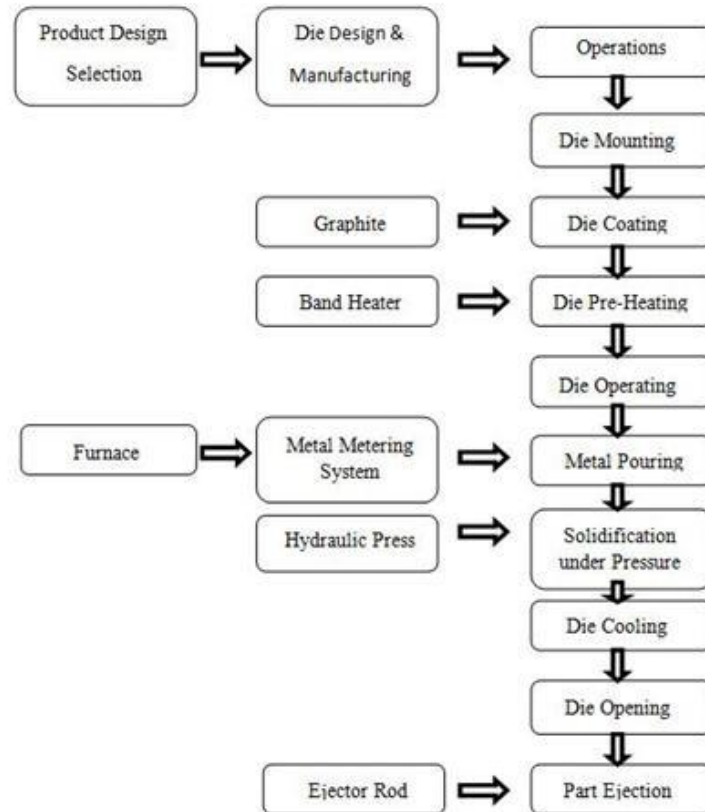 Product Design
Selection
Die Design &
Manufacturing
Operations
Die Mounting
Graphite
Die Coating
Band Heater
Die Pre-Heating
Die Operating
Furnace
Metal Metering
System
Metal Pouring
Hydraulic Press
Solidification
under Pressure
Die Cooling
Die Opening
Ejector Rod
Part Ejection